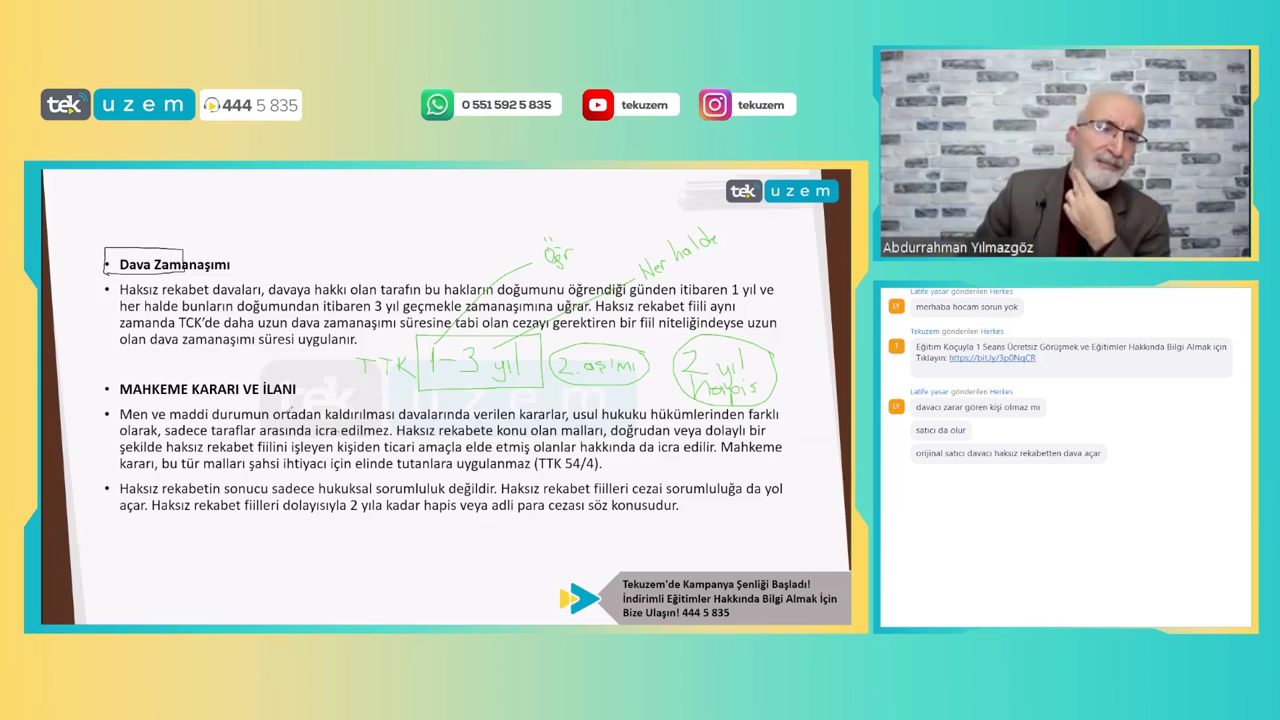 tek uzem 444 5 835
0 551 592 5 835
tekuzem
tekuzem
tek uzem
• Dava Zamanaşımı
• Haksız rekabet davaları, davaya hakkı olan tarafın bu hakların doğumunu öğrendiği günden itibaren 1 yıl ve
her halde bunların doğumundan itibaren 3 yıl geçmekle zamanaşımına uğrar. Haksız rekabet fiili aynı
zamanda TCK'de daha uzun dava zamanaşımı süresine tabi olan cezayı gerektiren bir fiil niteliğindeyse uzun
olan dava zamanaşımı süresi uygulanır.
Öğr
Her halde
TTK 1-3 yıl
2.aşımı
2 yıl
hapis
• MAHKEME KARARI VE İLANI
• Men ve maddi durumun ortadan kaldırılması davalarında verilen kararlar, usul hukuku hükümlerinden farklı
olarak, sadece taraflar arasında icra edilmez. Haksız rekabete konu olan malları, doğrudan veya dolaylı bir
şekilde haksız rekabet fiilini işleyen kişiden ticari amaçla elde etmiş olanlar hakkında da icra edilir. Mahkeme
kararı, bu tür malları şahsi ihtiyacı için elinde tutanlara uygulanmaz (TTK 54/4).
• Haksız rekabetin sonucu sadece hukuksal sorumluluk değildir. Haksız rekabet fiilleri cezai sorumluluğa da yol
açar. Haksız rekabet fiilleri dolayısıyla 2 yıla kadar hapis veya adli para cezası söz konusudur.
Tekuzem'de Kampanya Şenliği Başladı!
İndirimli Eğitimler Hakkında Bilgi Almak İçin
Bize Ulaşın! 444 5 835
Abdurrahman Yılmazgöz
Latife yasar gönderilen Herkes
LY merhaba hocam sorun yok
Tekuzem gönderilen Herkes
T Eğitim Koçuyla 1 Seans Ücretsiz Görüşmek ve Eğitimler Hakkında Bilgi Almak için
Tıklayın: https://bit.ly/3p0NqCR
Latife yasar gönderilen Herkes
LY davacı zarar gören kişi olmaz mı
satıcı da olur
orijinal satıcı davacı haksız rekabetten dava açar